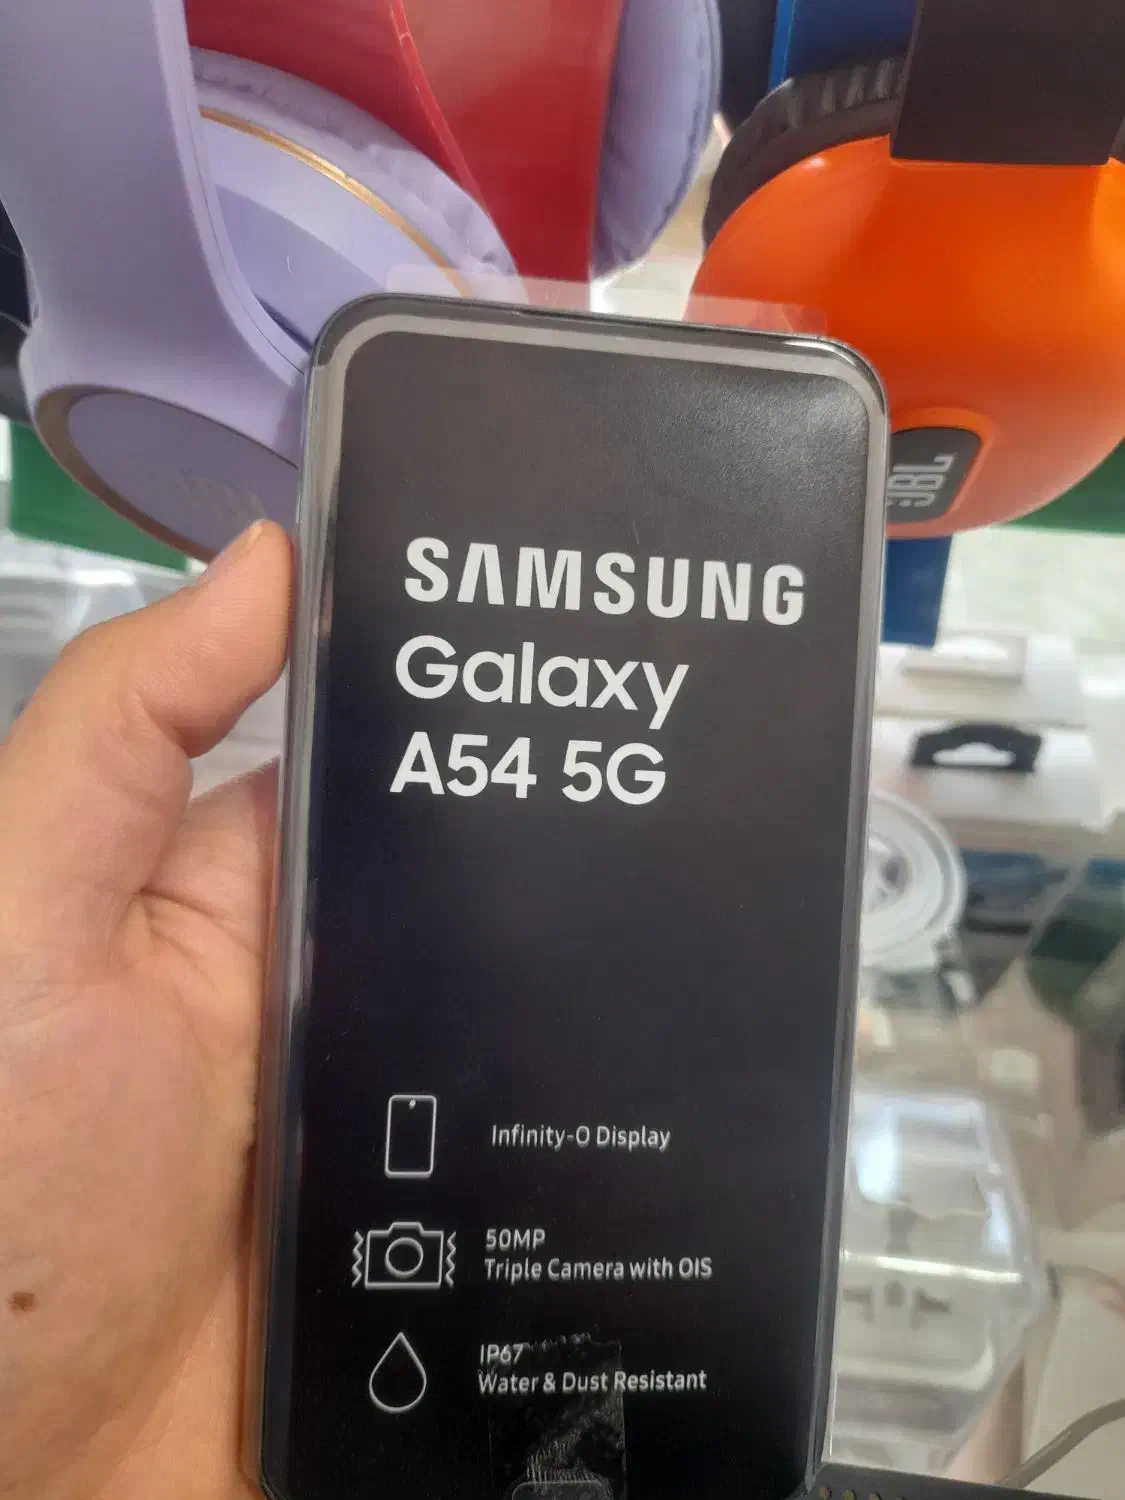 JBL
SAMSUNG
Galaxy
A54 5G
Infinity-O Display
50MP
Triple Camera with OIS
IP67
Water & Dust Resistant